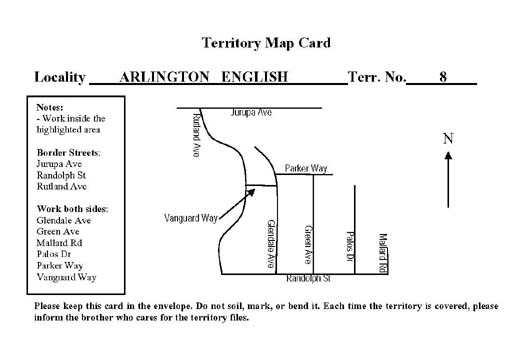 Territory Map Card
Locality ARLINGTON ENGLISH Terr. No. 8
Notes:
- Work inside the
highlighted area
Border Streets:
Jurupa Ave
Randolph St
Rutland Ave
Work both sides:
Glendale Ave
Green Ave
Mallard Rd
Palos Dr
Parker Way
Vanguard Way
Jurupa Ave
Rutland Ave
Parker Way
N
Vanguard Way
Glendale Ave
Green Ave
Palos Dr
Mallard Rd
Randolph St
Please keep this card in the envelope. Do not soil, mark, or bend it. Each time the territory is covered, please
inform the brother who cares for the territory files.